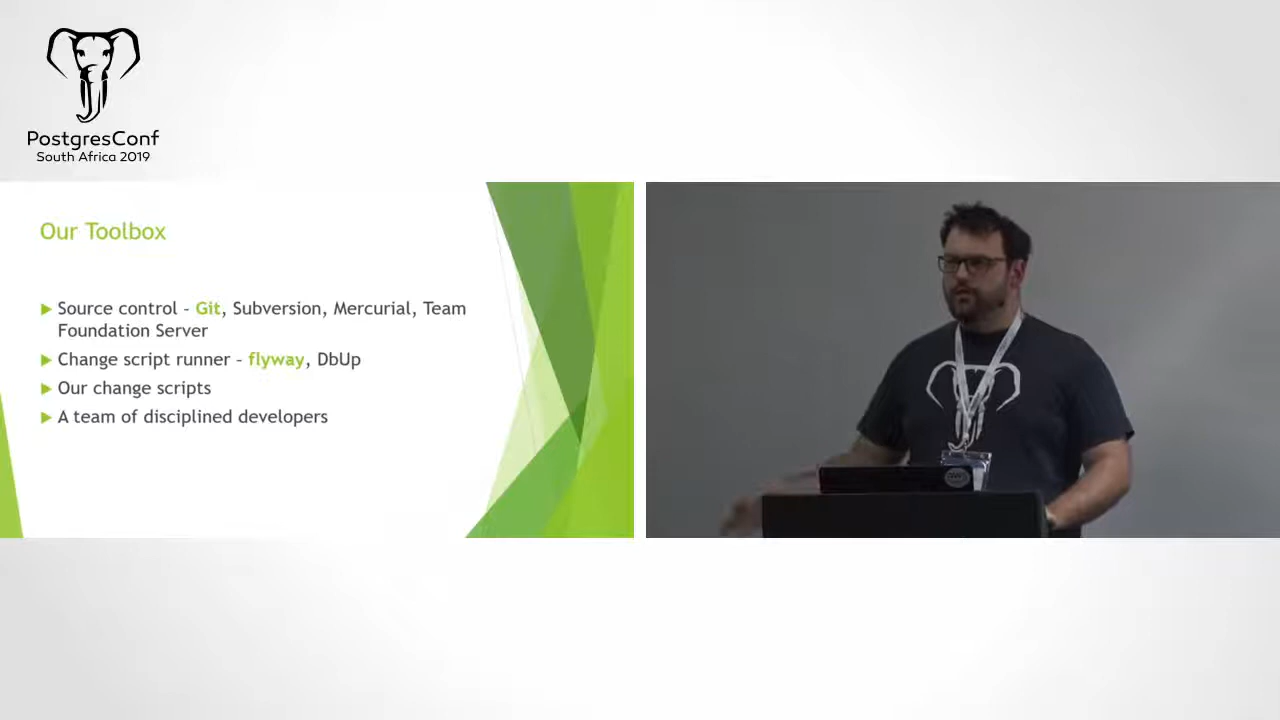 PostgresConf
South Africa 2019
Our Toolbox
Source control – Git, Subversion, Mercurial, Team
Foundation Server
Change script runner – flyway, DbUp
Our change scripts
A team of disciplined developers